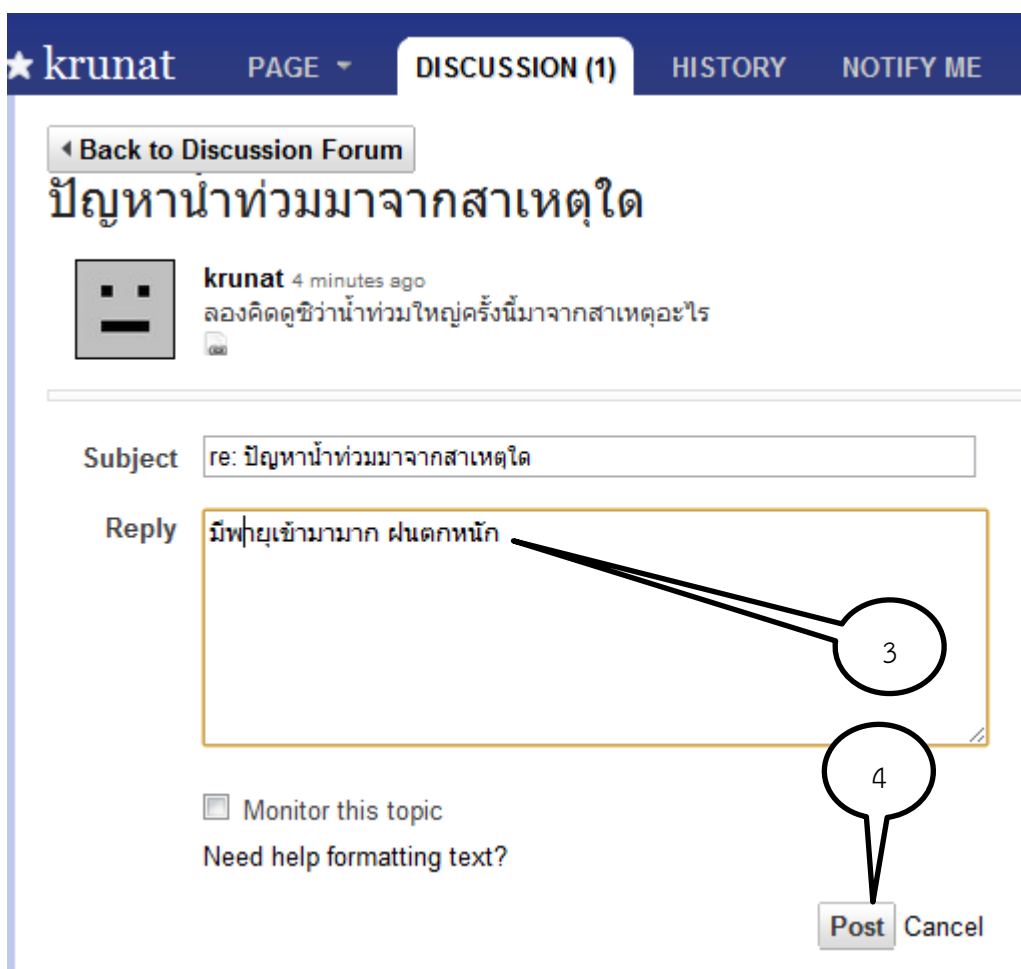 krunat PAGE DISCUSSION (1) HISTORY NOTIFY ME
Back to Discussion Forum
ปัญหาน้ำท่วมมาจากสาเหตุใด
krunat 4 minutes ago
ลองคิดดูซิว่าน้ำท่วมใหญ่ครั้งนี้มาจากสาเหตุอะไร
Subject re: ปัญหาน้ำท่วมมาจากสาเหตุใด
Reply มีพายุเข้ามามาก ฝนตกหนัก
3
4
Monitor this topic
Need help formatting text?
Post Cancel